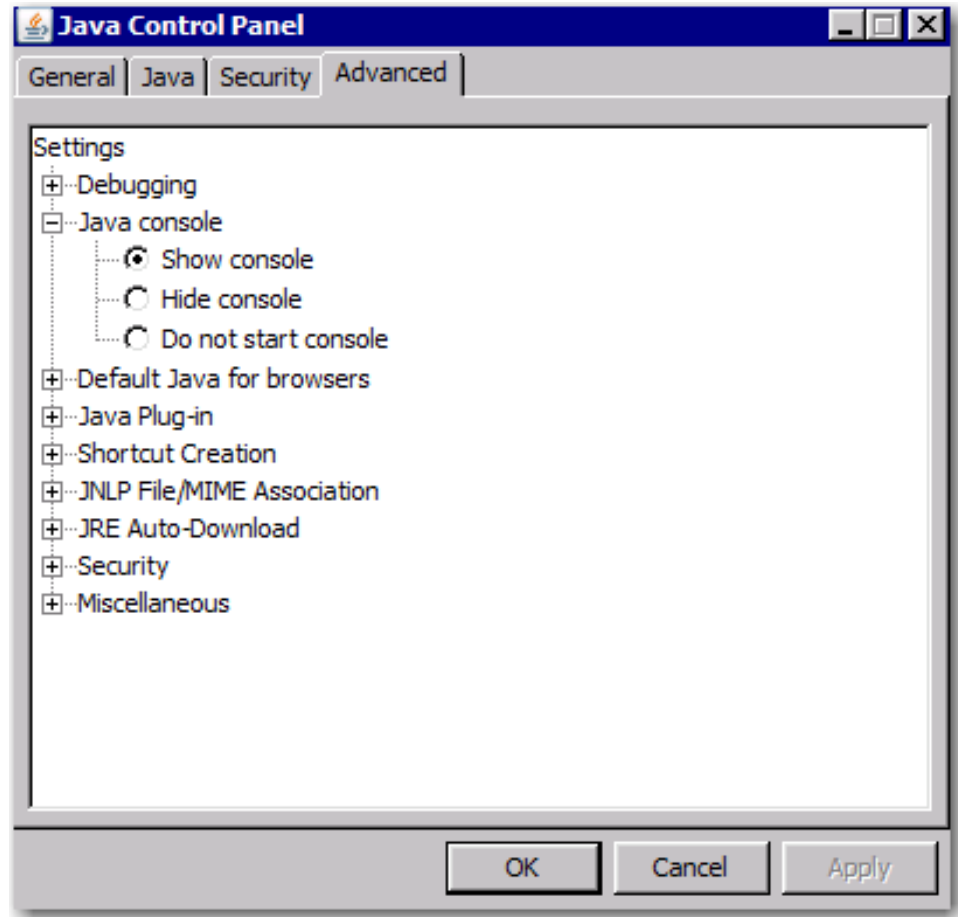 Java Control Panel
General Java Security Advanced
Settings
Debugging
Java console
Show console
Hide console
Do not start console
Default Java for browsers
Java Plug-in
Shortcut Creation
JNLP File/MIME Association
JRE Auto-Download
Security
Miscellaneous
OK Cancel Apply